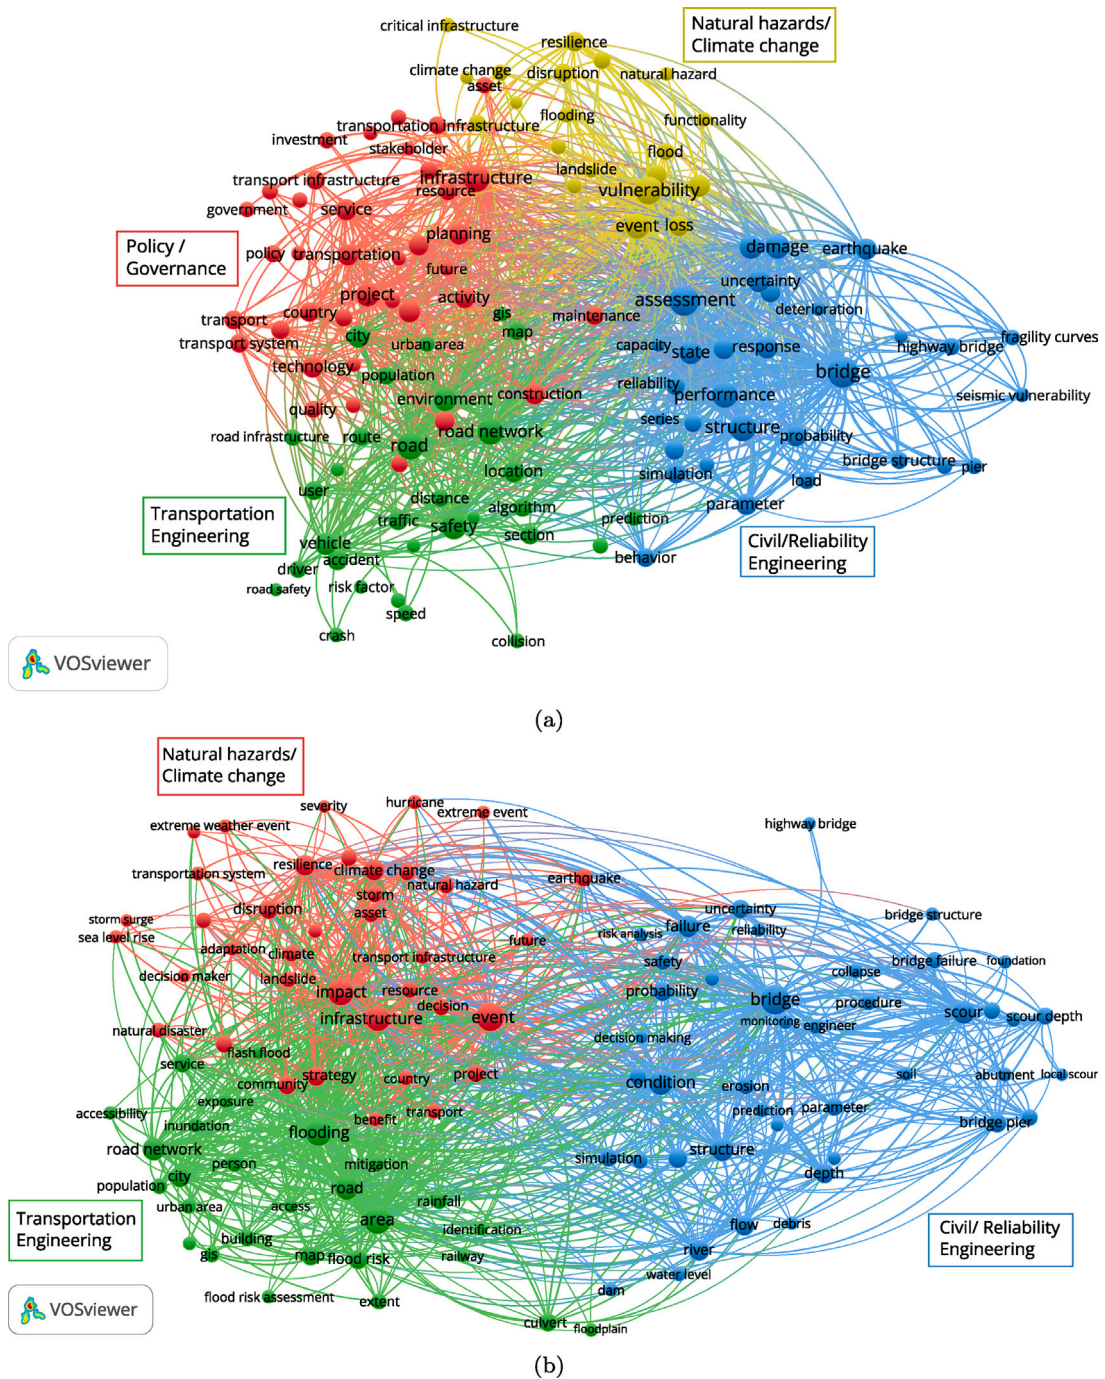 critical infrastructure
Natural hazards/
Climate change
resilience
climate change
disruption
natural hazard
asset
flooding
functionality
transportation infrastructure
investment
stakeholder
flood
landslide
infrastructure
transport infrastructure
resource
vulnerability
government
service
event
loss
planning
Policy /
Governance
policy
transportation
damage
earthquake
future
uncertainty
project
activity
assessment
deterioration
country
gis
maintenance
transport
city
map
transport system
urban area
capacity
state
response
highway bridge
fragility curves
technology
population
bridge
reliability
construction
performance
seismic vulnerability
environment
quality
series
road infrastructure
route
road
road network
structure
probability
bridge structure
pier
location
simulation
load
user
distance
algorithm
parameter
Transportation
Engineering
traffic
safety
prediction
section
Civil/Reliability
Engineering
vehicle
accident
behavior
driver
road safety
risk factor
speed
crash
collision
VOSviewer
(a)
Natural hazards/
Climate change
severity
hurricane
extreme event
extreme weather event
highway bridge
transportation system
resilience
climate change
natural hazard
earthquake
storm
storm surge
disruption
asset
uncertainty
bridge structure
sea level rise
failure
reliability
risk analysis
adaptation
climate
transport infrastructure
future
safety
bridge failure
foundation
decision maker
landslide
collapse
impact
resource
probability
decision
bridge
procedure
infrastructure
event
monitoring
engineer
scour
scour depth
natural disaster
decision making
flash flood
service
strategy
country
project
condition
erosion
soil
abutment
local scour
community
exposure
accessibility
benefit
transport
prediction
parameter
inundation
flooding
bridge pier
road network
person
mitigation
simulation
structure
depth
city
population
road
urban area
access
rainfall
Transportation
Engineering
area
identification
flow
debris
Civil/ Reliability
Engineering
building
gis
map
flood risk
railway
river
water level
flood risk assessment
extent
dam
culvert
floodplain
VOSviewer
(b)